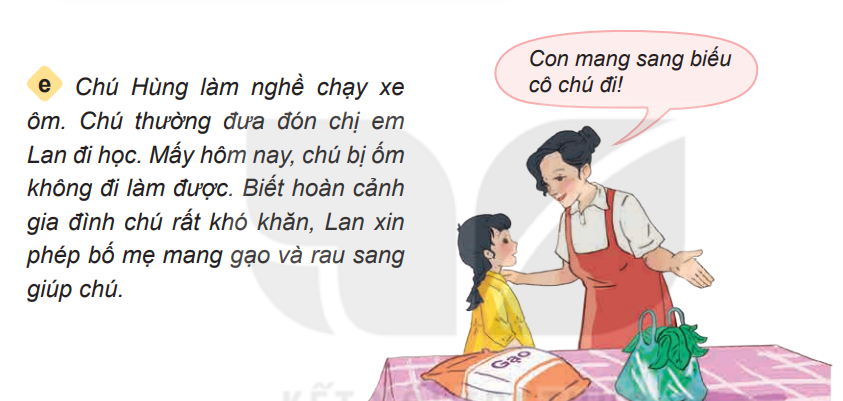 Con mang sang biếu
cô chú đi!
e Chú Hùng làm nghề chạy xe
ôm. Chú thường đưa đón chị em
Lan đi học. Mấy hôm nay, chú bị ốm
không đi làm được. Biết hoàn cảnh
gia đình chú rất khó khăn, Lan xin
phép bố mẹ mang gạo và rau sang
giúp chú.
Gạo